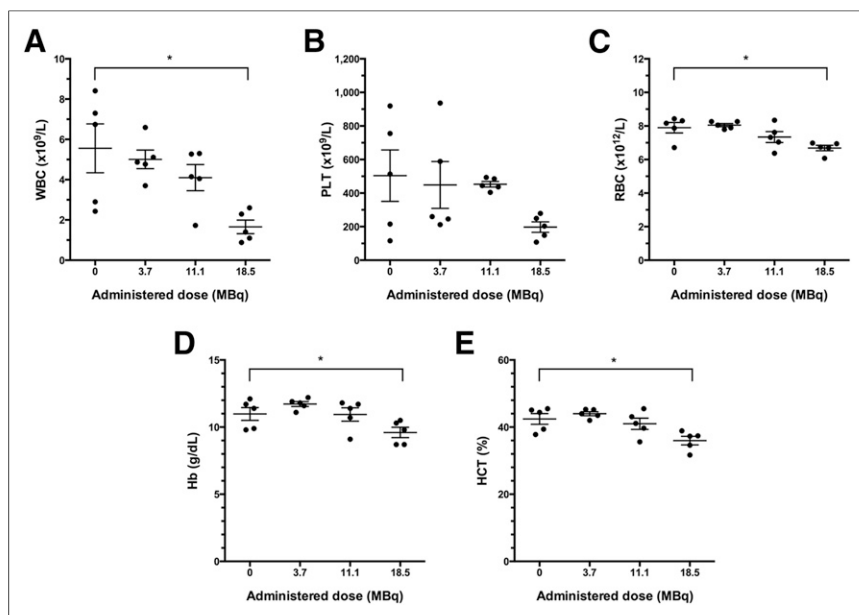 A
WBC (x10⁹/L)
10
8
6
4
2
0
*
0 3.7 11.1 18.5
Administered dose (MBq)
B
PLT (x10⁹/L)
1,200
1,000
800
600
400
200
0
0 3.7 11.1 18.5
Administered dose (MBq)
C
RBC (x10¹²/L)
12
10
8
6
4
2
0
*
0 3.7 11.1 18.5
Administered dose (MBq)
D
Hb (g/dL)
15
10
5
0
*
0 3.7 11.1 18.5
Administered dose (MBq)
E
HCT (%)
60
40
20
0
*
0 3.7 11.1 18.5
Administered dose (MBq)